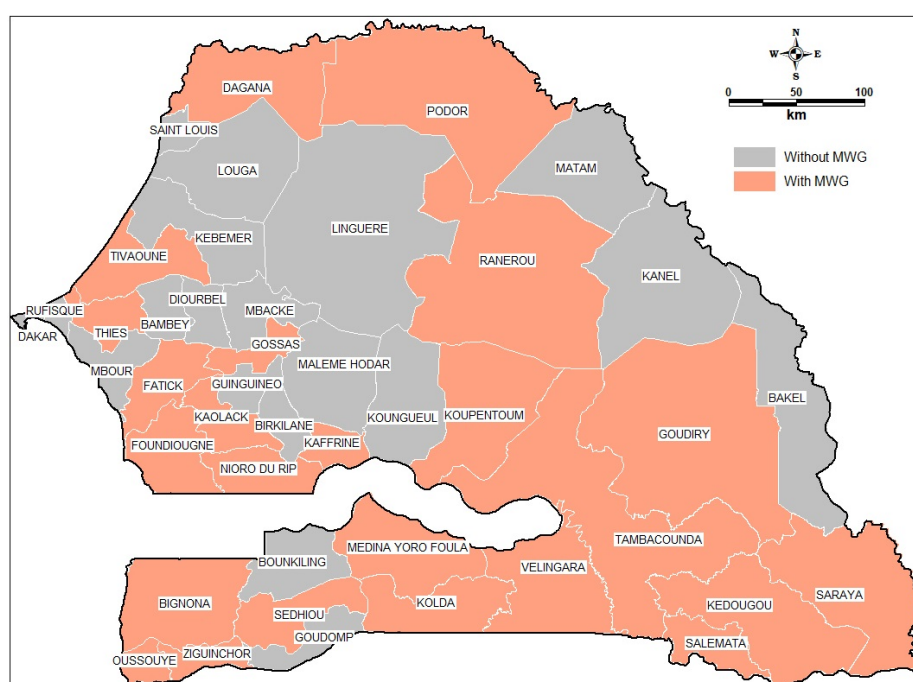 N
W E
S
0 50 100
km
Without MWG
With MWG
DAGANA
PODOR
SAINT LOUIS
LOUGA
MATAM
LINGUERE
KEBEMER
TIVAOUNE
RANEROU
KANEL
RUFISQUE
DIOURBEL
MBACKE
DAKAR
THIES
BAMBEY
GOSSAS
MBOUR
MALEME HODAR
FATICK
GUINGUINEO
BAKEL
KAOLACK
BIRKILANE
KOUNGUEUL
KOUPENTOUM
GOUDIRY
FOUNDIOUGNE
KAFFRINE
NIORO DU RIP
TAMBACOUNDA
MEDINA YORO FOULA
BOUNKILING
VELINGARA
SARAYA
BIGNONA
KOLDA
KEDOUGOU
SEDHIOU
GOUDOMP
SALEMATA
ZIGUINCHOR
OUSSOUYE